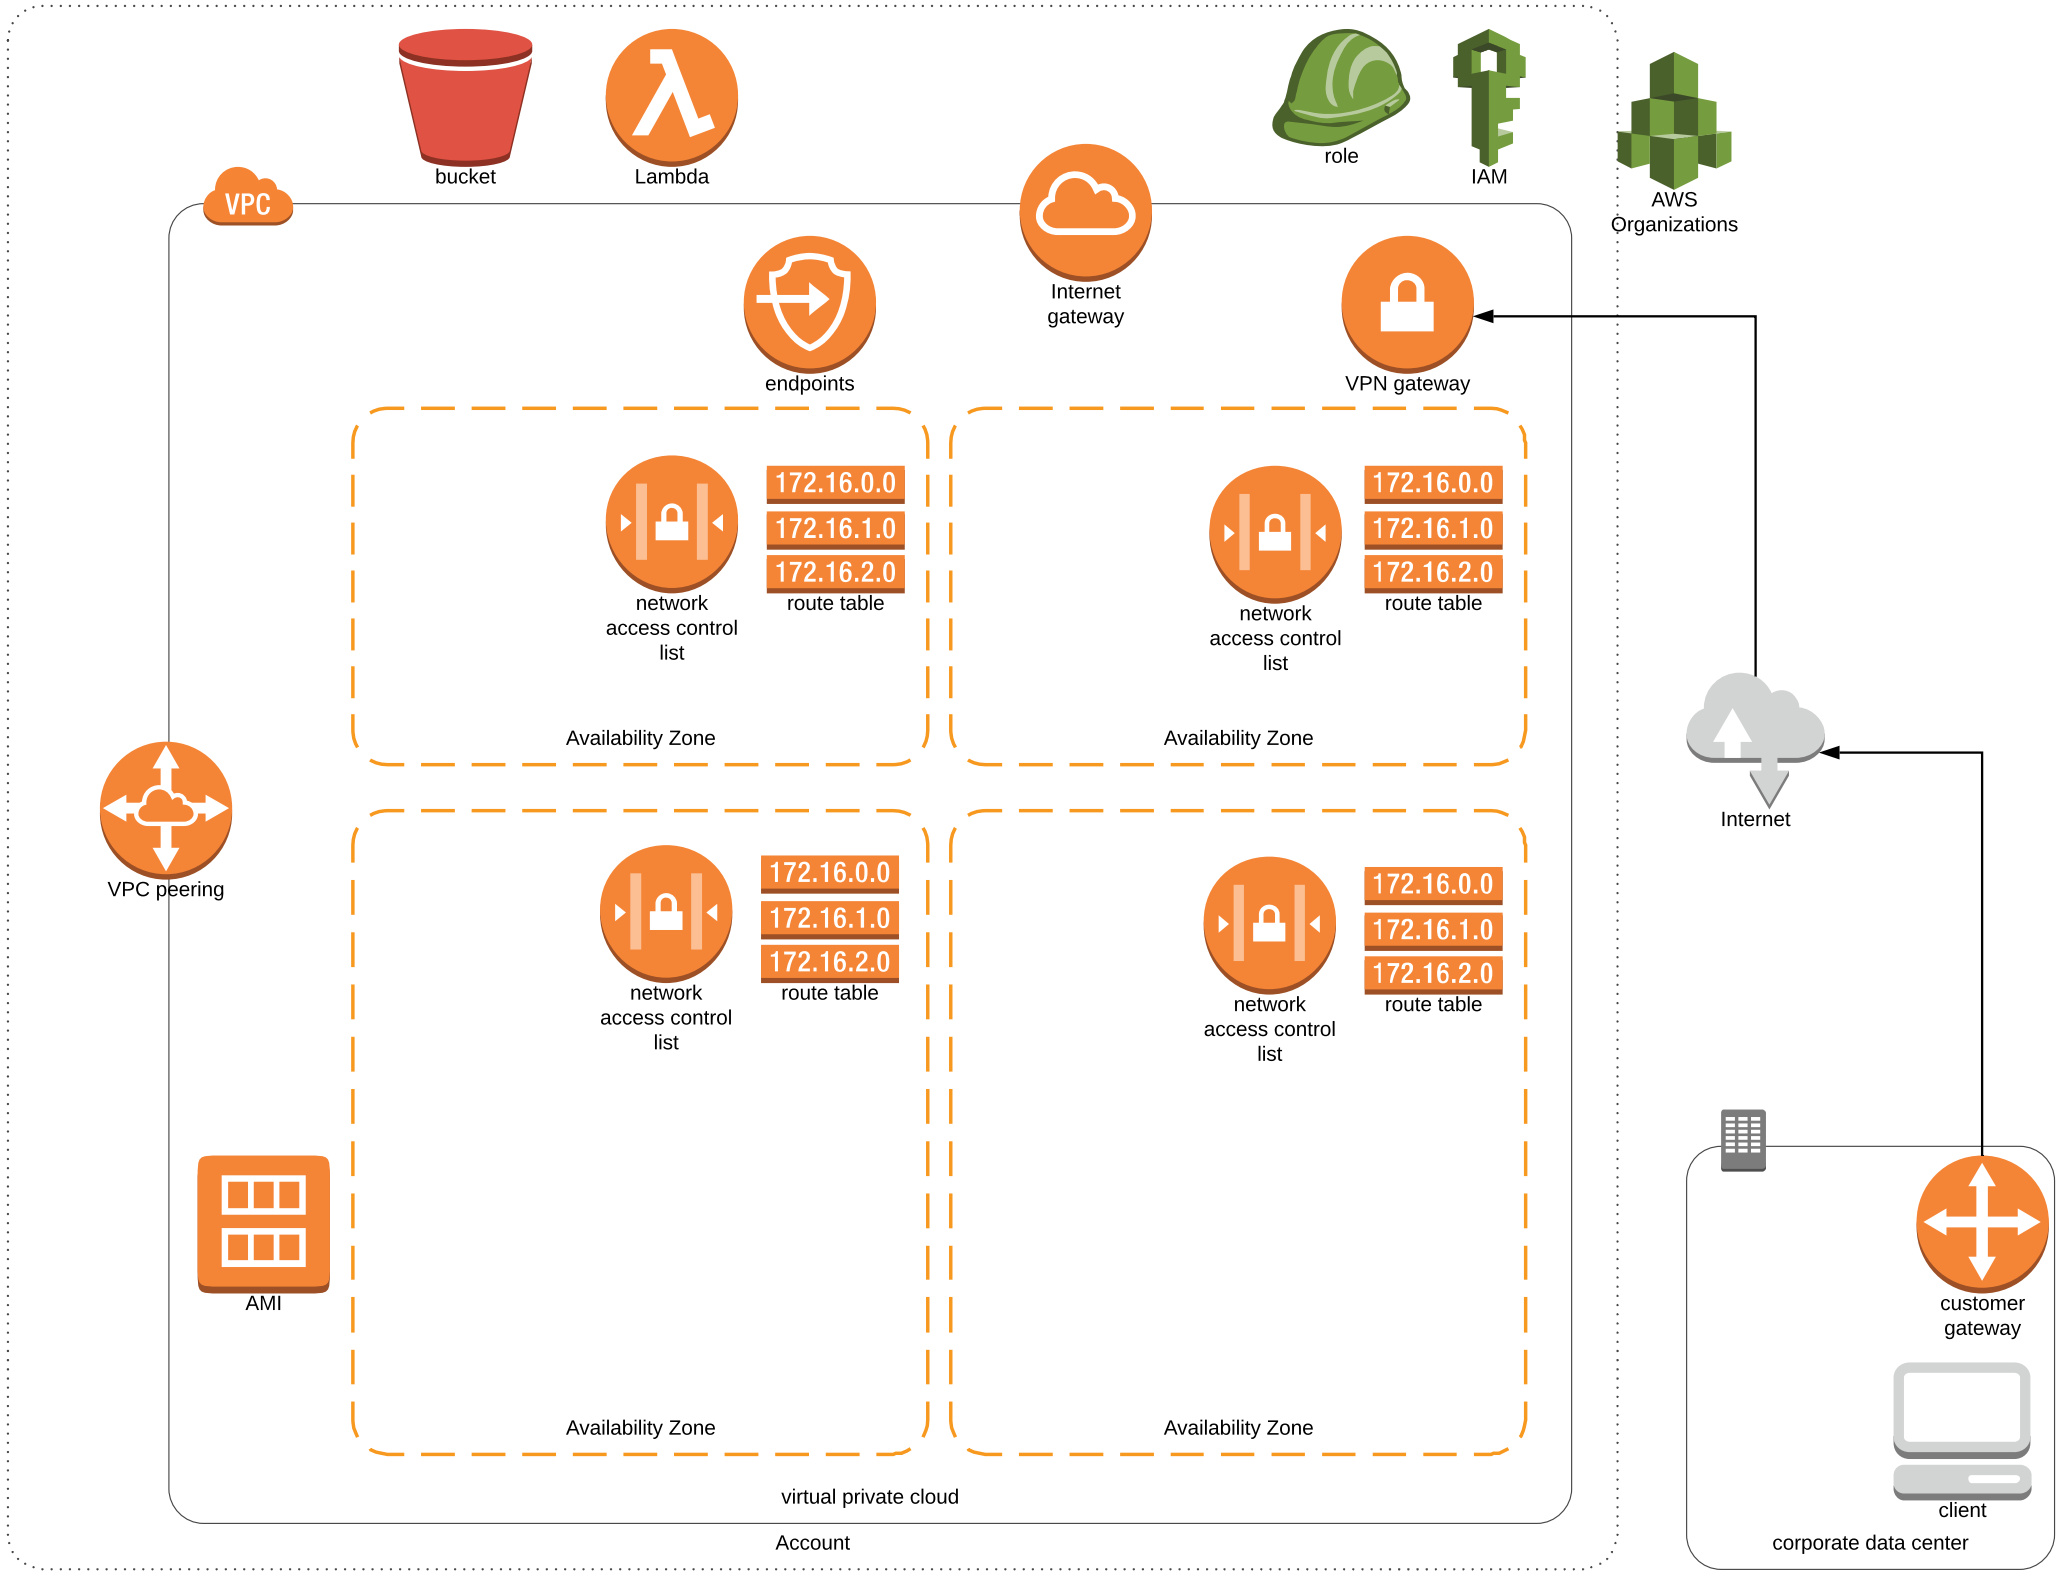 bucket
Lambda
role
IAM
AWS
Organizations
VPC
Internet
gateway
endpoints
VPN gateway
172.16.0.0
172.16.1.0
172.16.2.0
route table
network
access control
list
Availability Zone
172.16.0.0
172.16.1.0
172.16.2.0
route table
network
access control
list
Availability Zone
Internet
VPC peering
172.16.0.0
172.16.1.0
172.16.2.0
route table
network
access control
list
Availability Zone
172.16.0.0
172.16.1.0
172.16.2.0
route table
network
access control
list
Availability Zone
AMI
customer
gateway
client
corporate data center
virtual private cloud
Account